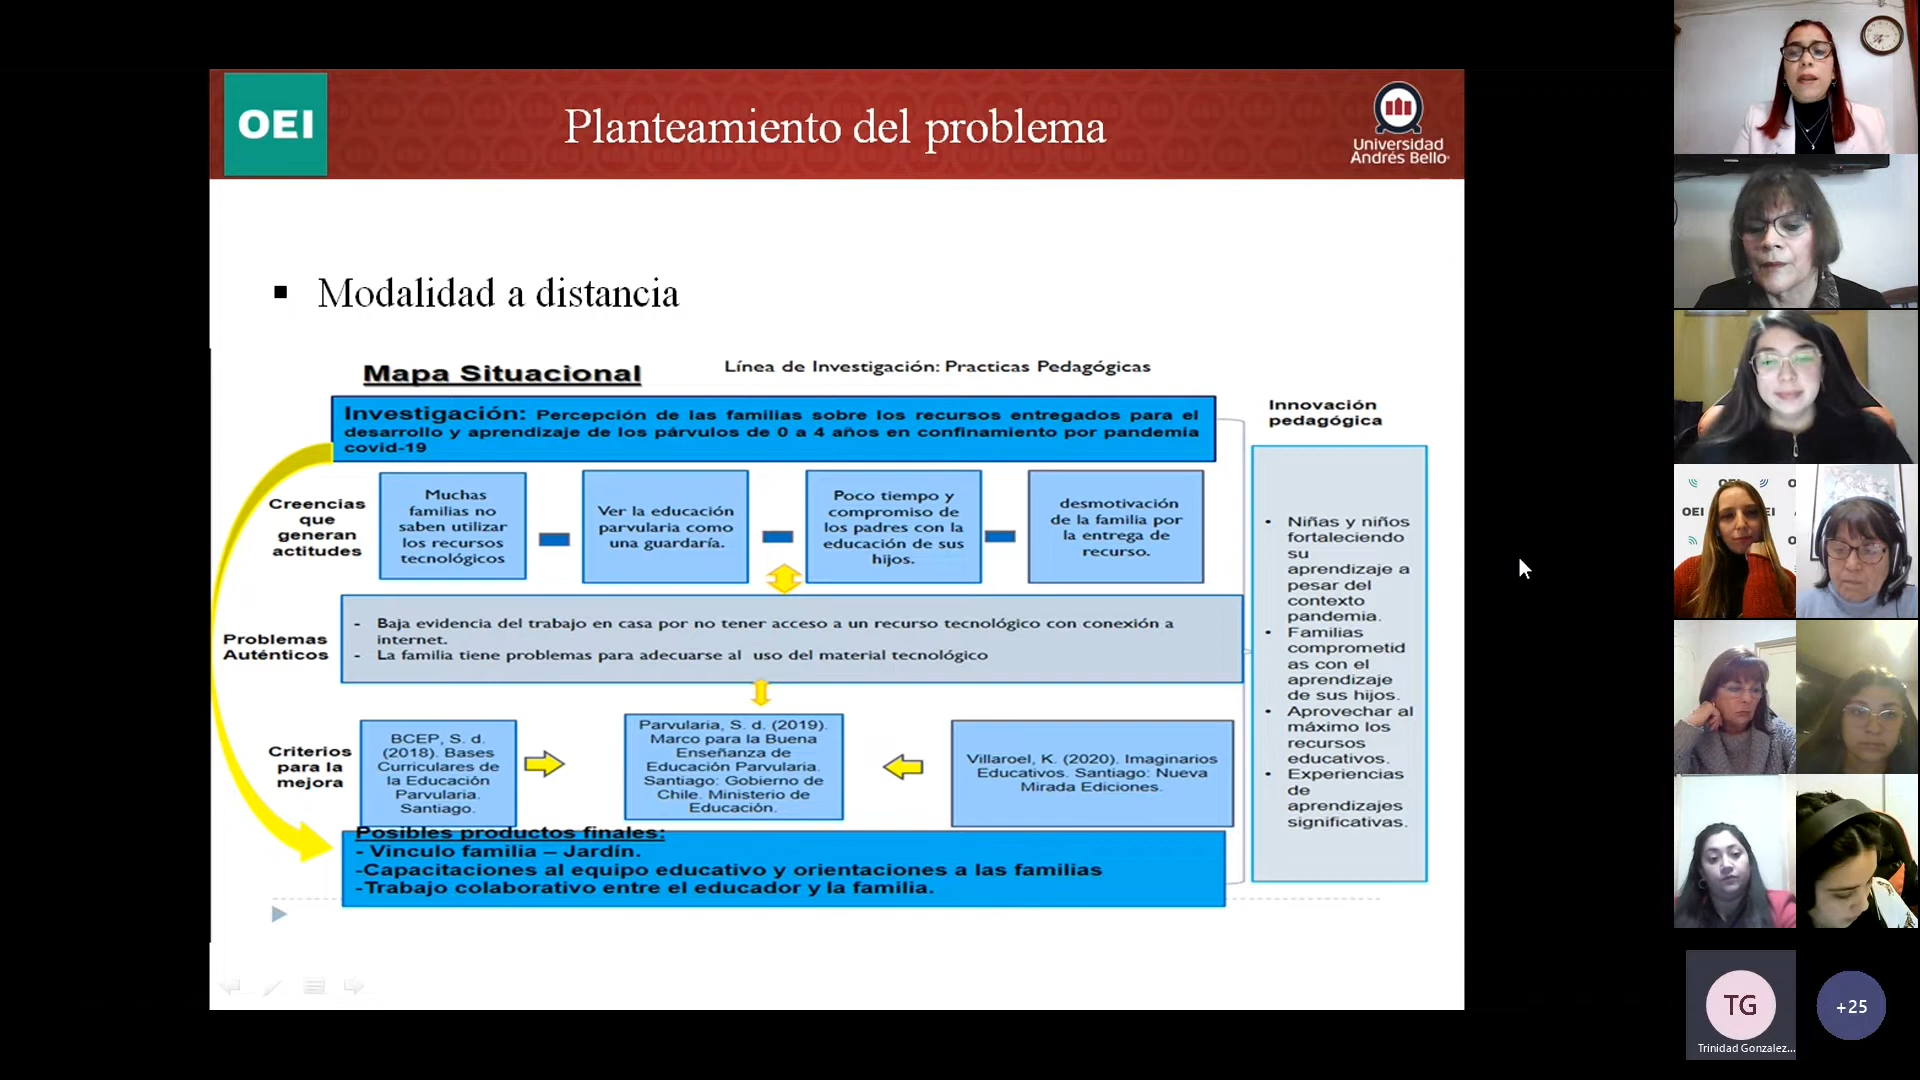 OEI
Planteamiento del problema
Universidad
Andrés Bello
Modalidad a distancia
Mapa Situacional
Línea de Investigación: Practicas Pedagógicas
Investigación: Percepción de las familias sobre los recursos entregados para el
desarrollo y aprendizaje de los párvulos de 0 a 4 años en confinamiento por pandemia
covid-19
Creencias
que
generan
actitudes
Muchas
familias no
saben utilizar
los recursos
tecnológicos
Ver la educación
parvularia como
una guardaría.
Poco tiempo y
compromiso de
los padres con la
educación de sus
hijos.
desmotivación
de la familia por
la entrega de
recurso.
Problemas
Auténticos
- Baja evidencia del trabajo en casa por no tener acceso a un recurso tecnológico con conexión a
internet.
- La familia tiene problemas para adecuarse al uso del material tecnológico
Criterios
para la
mejora
BCEP, S. d.
(2018). Bases
Curriculares de
la Educación
Parvularia.
Santiago.
Parvularia, S. d. (2019).
Marco para la Buena
Enseñanza de
Educación Parvularia.
Santiago: Gobierno de
Chile. Ministerio de
Educación.
Villaroel, K. (2020). Imaginarios
Educativos. Santiago: Nueva
Mirada Ediciones.
Posibles productos finales:
- Vinculo familia – Jardín.
-Capacitaciones al equipo educativo y orientaciones a las familias
-Trabajo colaborativo entre el educador y la familia.
Innovación
pedagógica
• Niñas y niños
fortaleciendo
su
aprendizaje a
pesar del
contexto
pandemia.
• Familias
comprometid
as con el
aprendizaje
de sus hijos.
• Aprovechar al
máximo los
recursos
educativos.
• Experiencias
de
aprendizajes
significativas.
OEI
TG
Trinidad Gonzalez...
+25